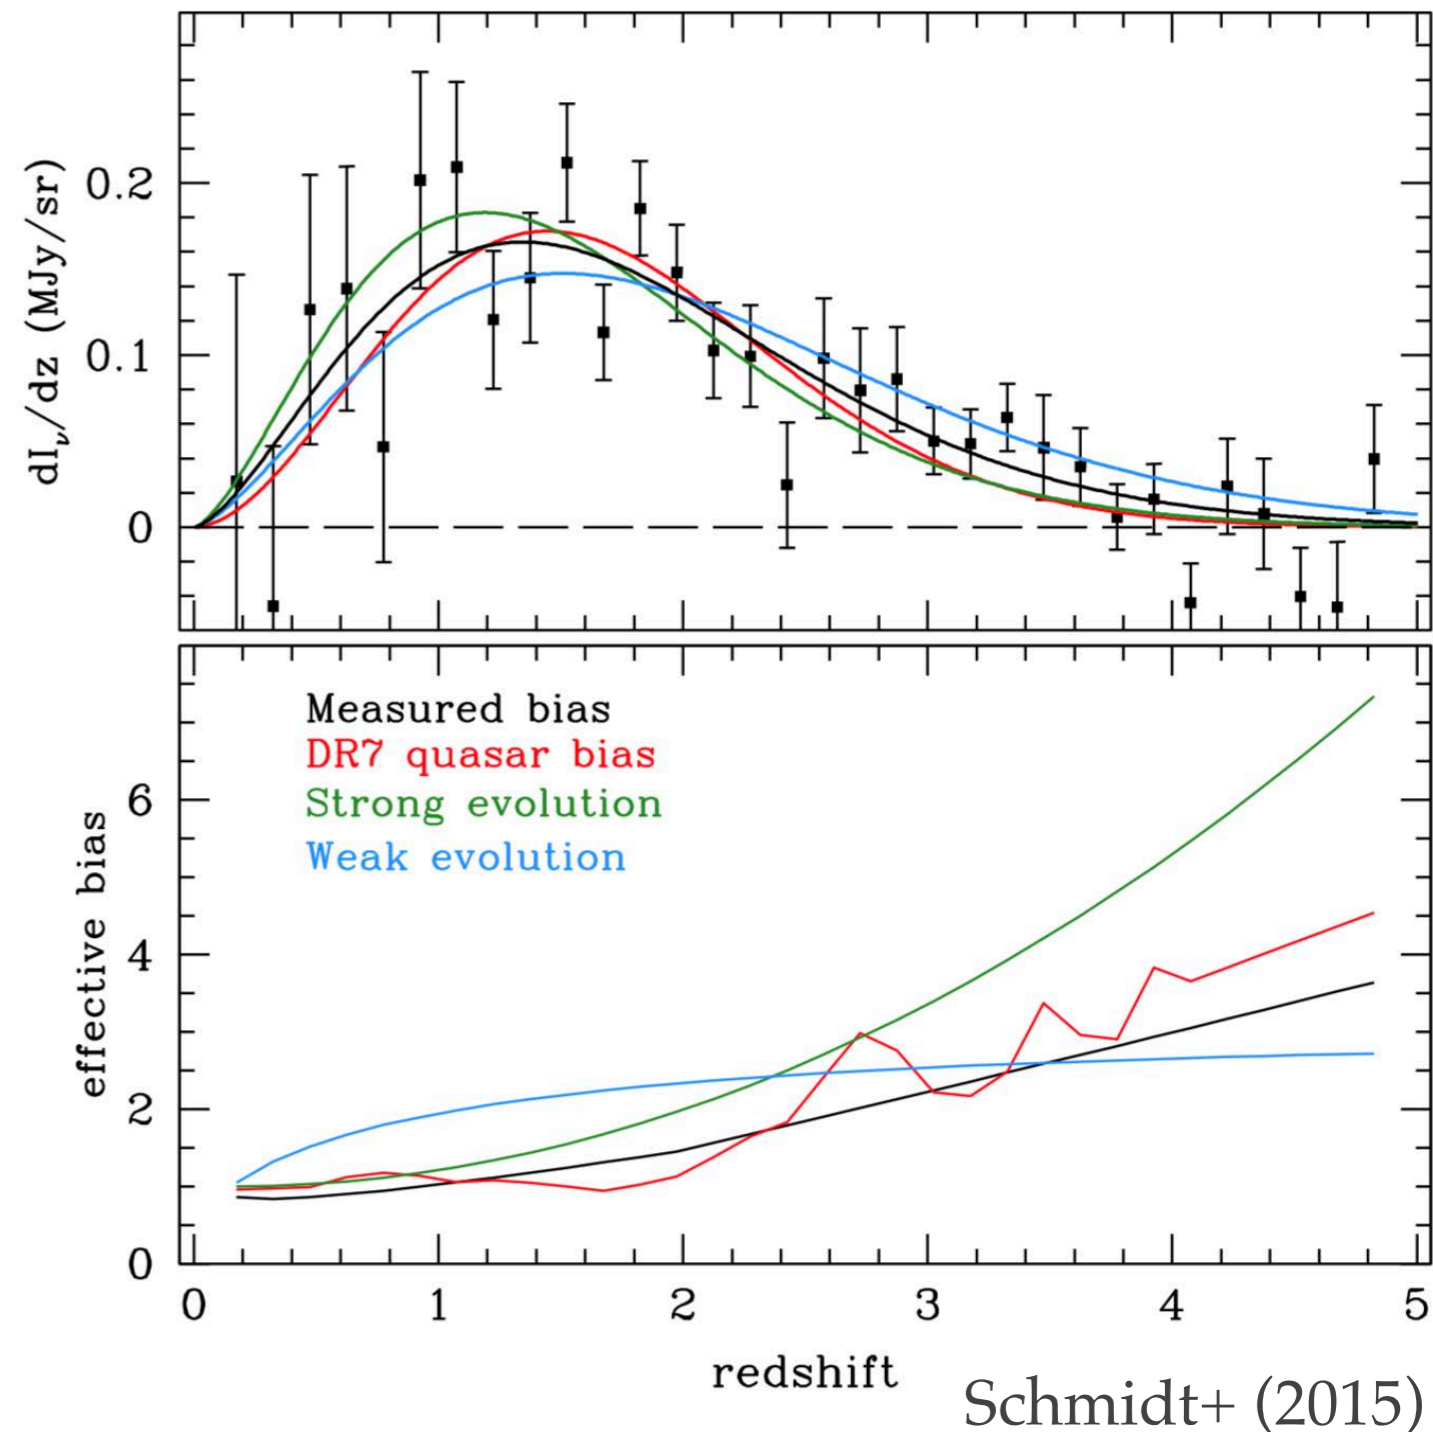 dIν/dz (MJy/sr)
0.2
0.1
0
Measured bias
DR7 quasar bias
Strong evolution
Weak evolution
effective bias
6
4
2
0
0 1 2 3 4 5
redshift
Schmidt+ (2015)